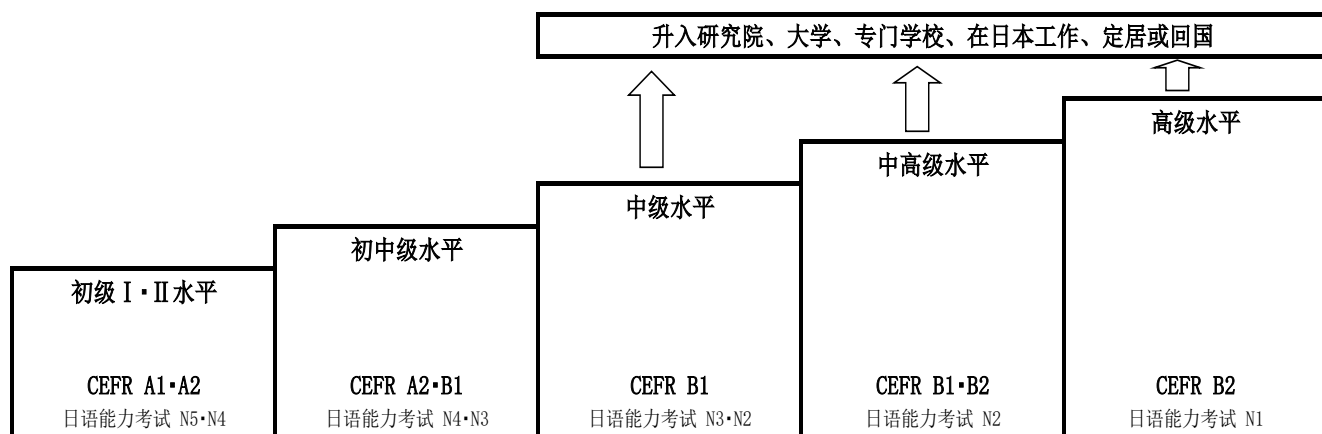 升入研究院、大学、专门学校、在日本工作、定居或回国
高级水平
中高级水平
中级水平
初中级水平
初级Ⅰ·Ⅱ水平
CEFR A1·A2
日语能力考试 N5·N4
CEFR A2·B1
日语能力考试 N4·N3
CEFR B1
日语能力考试 N3·N2
CEFR B1·B2
日语能力考试 N2
CEFR B2
日语能力考试 N1